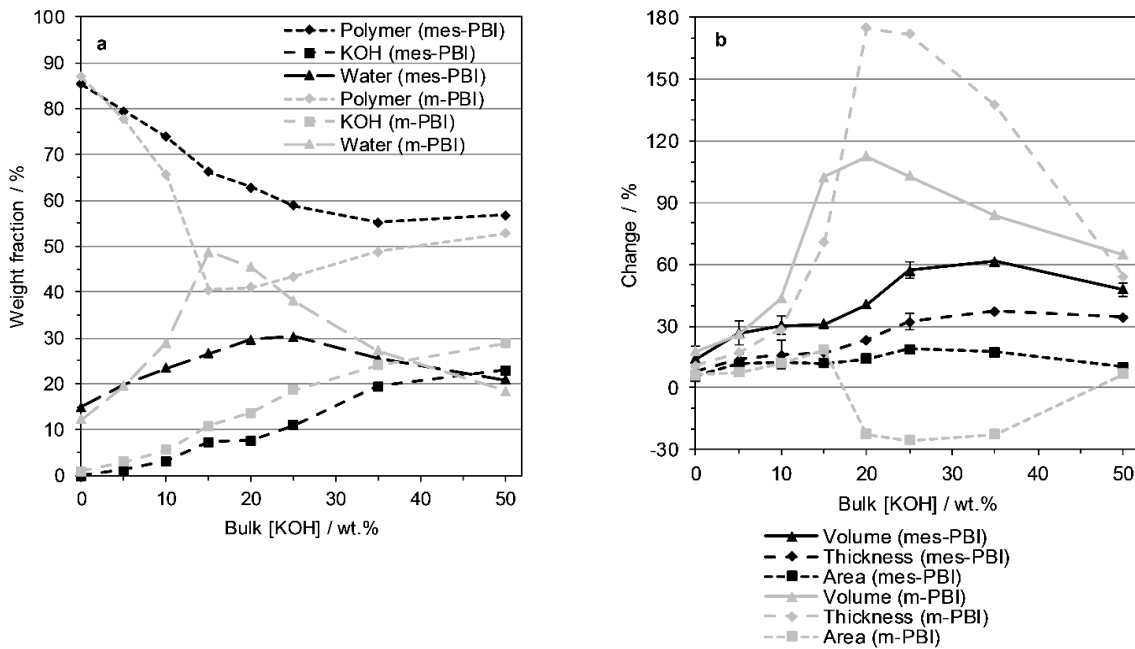 a
Weight fraction / %
100
90
80
70
60
50
40
30
20
10
0
0 10 20 30 40 50
Bulk [KOH] / wt.%
Polymer (mes-PBI)
KOH (mes-PBI)
Water (mes-PBI)
Polymer (m-PBI)
KOH (m-PBI)
Water (m-PBI)
b
Change / %
180
150
120
90
60
30
0
-30
0 10 20 30 40 50
Bulk [KOH] / wt.%
Volume (mes-PBI)
Thickness (mes-PBI)
Area (mes-PBI)
Volume (m-PBI)
Thickness (m-PBI)
Area (m-PBI)